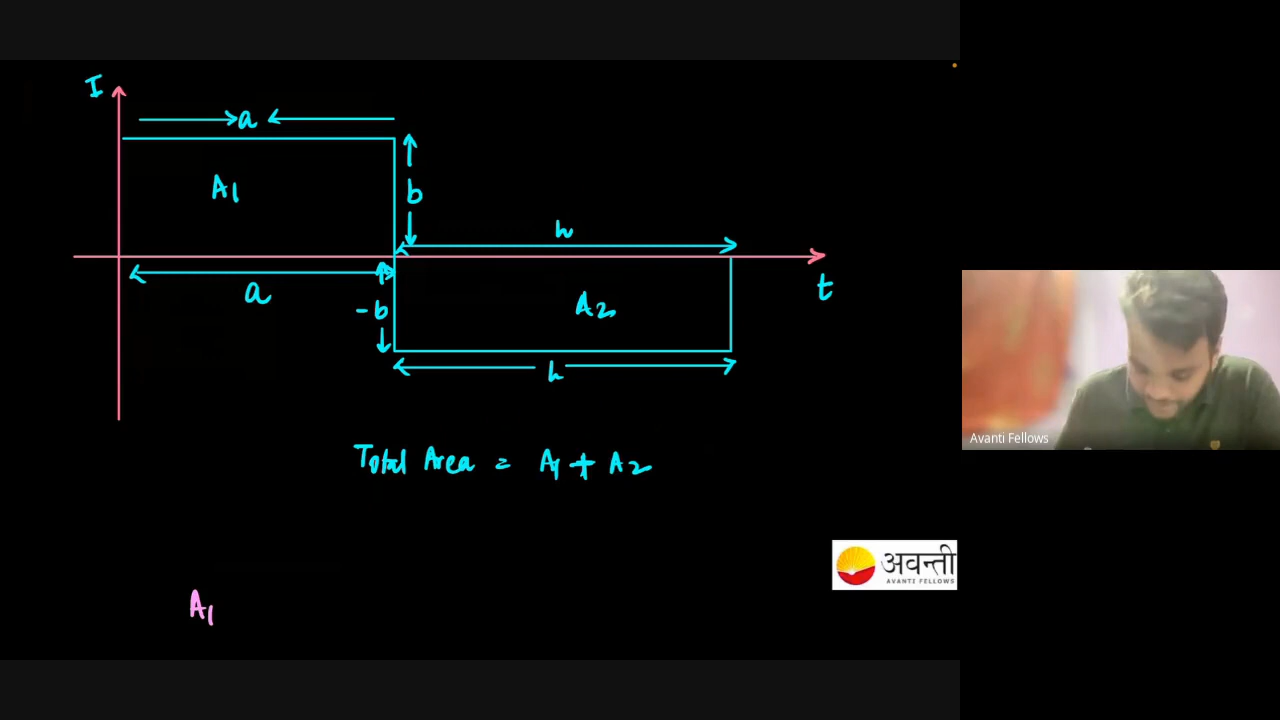 I
a
A1
b
h
a
t
-b
A2
h
Total Area = A1 + A2
Avanti Fellows
अवन्ती
AVANTI FELLOWS
A1